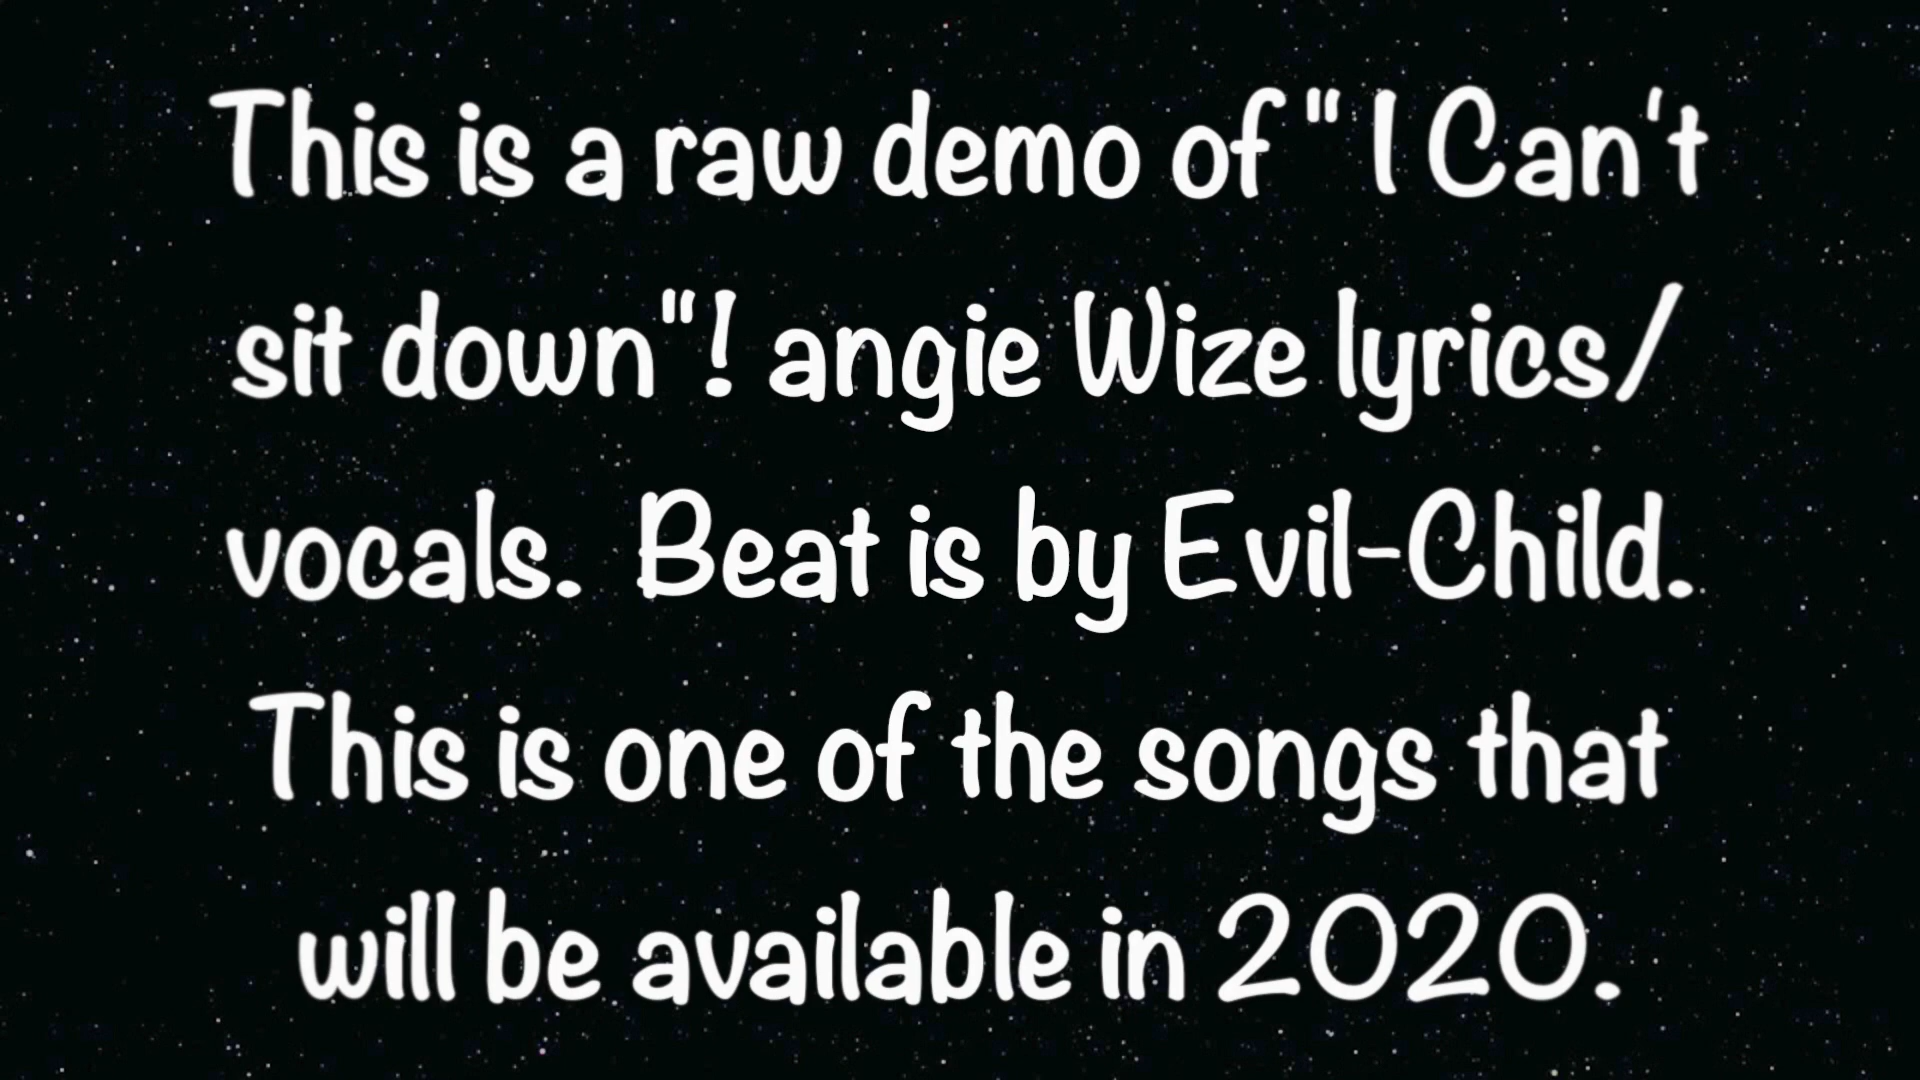 This is a raw demo of " I Can't
sit down"! angie Wize lyrics/
vocals.  Beat is by Evil-Child.
This is one of the songs that
will be available in 2020.